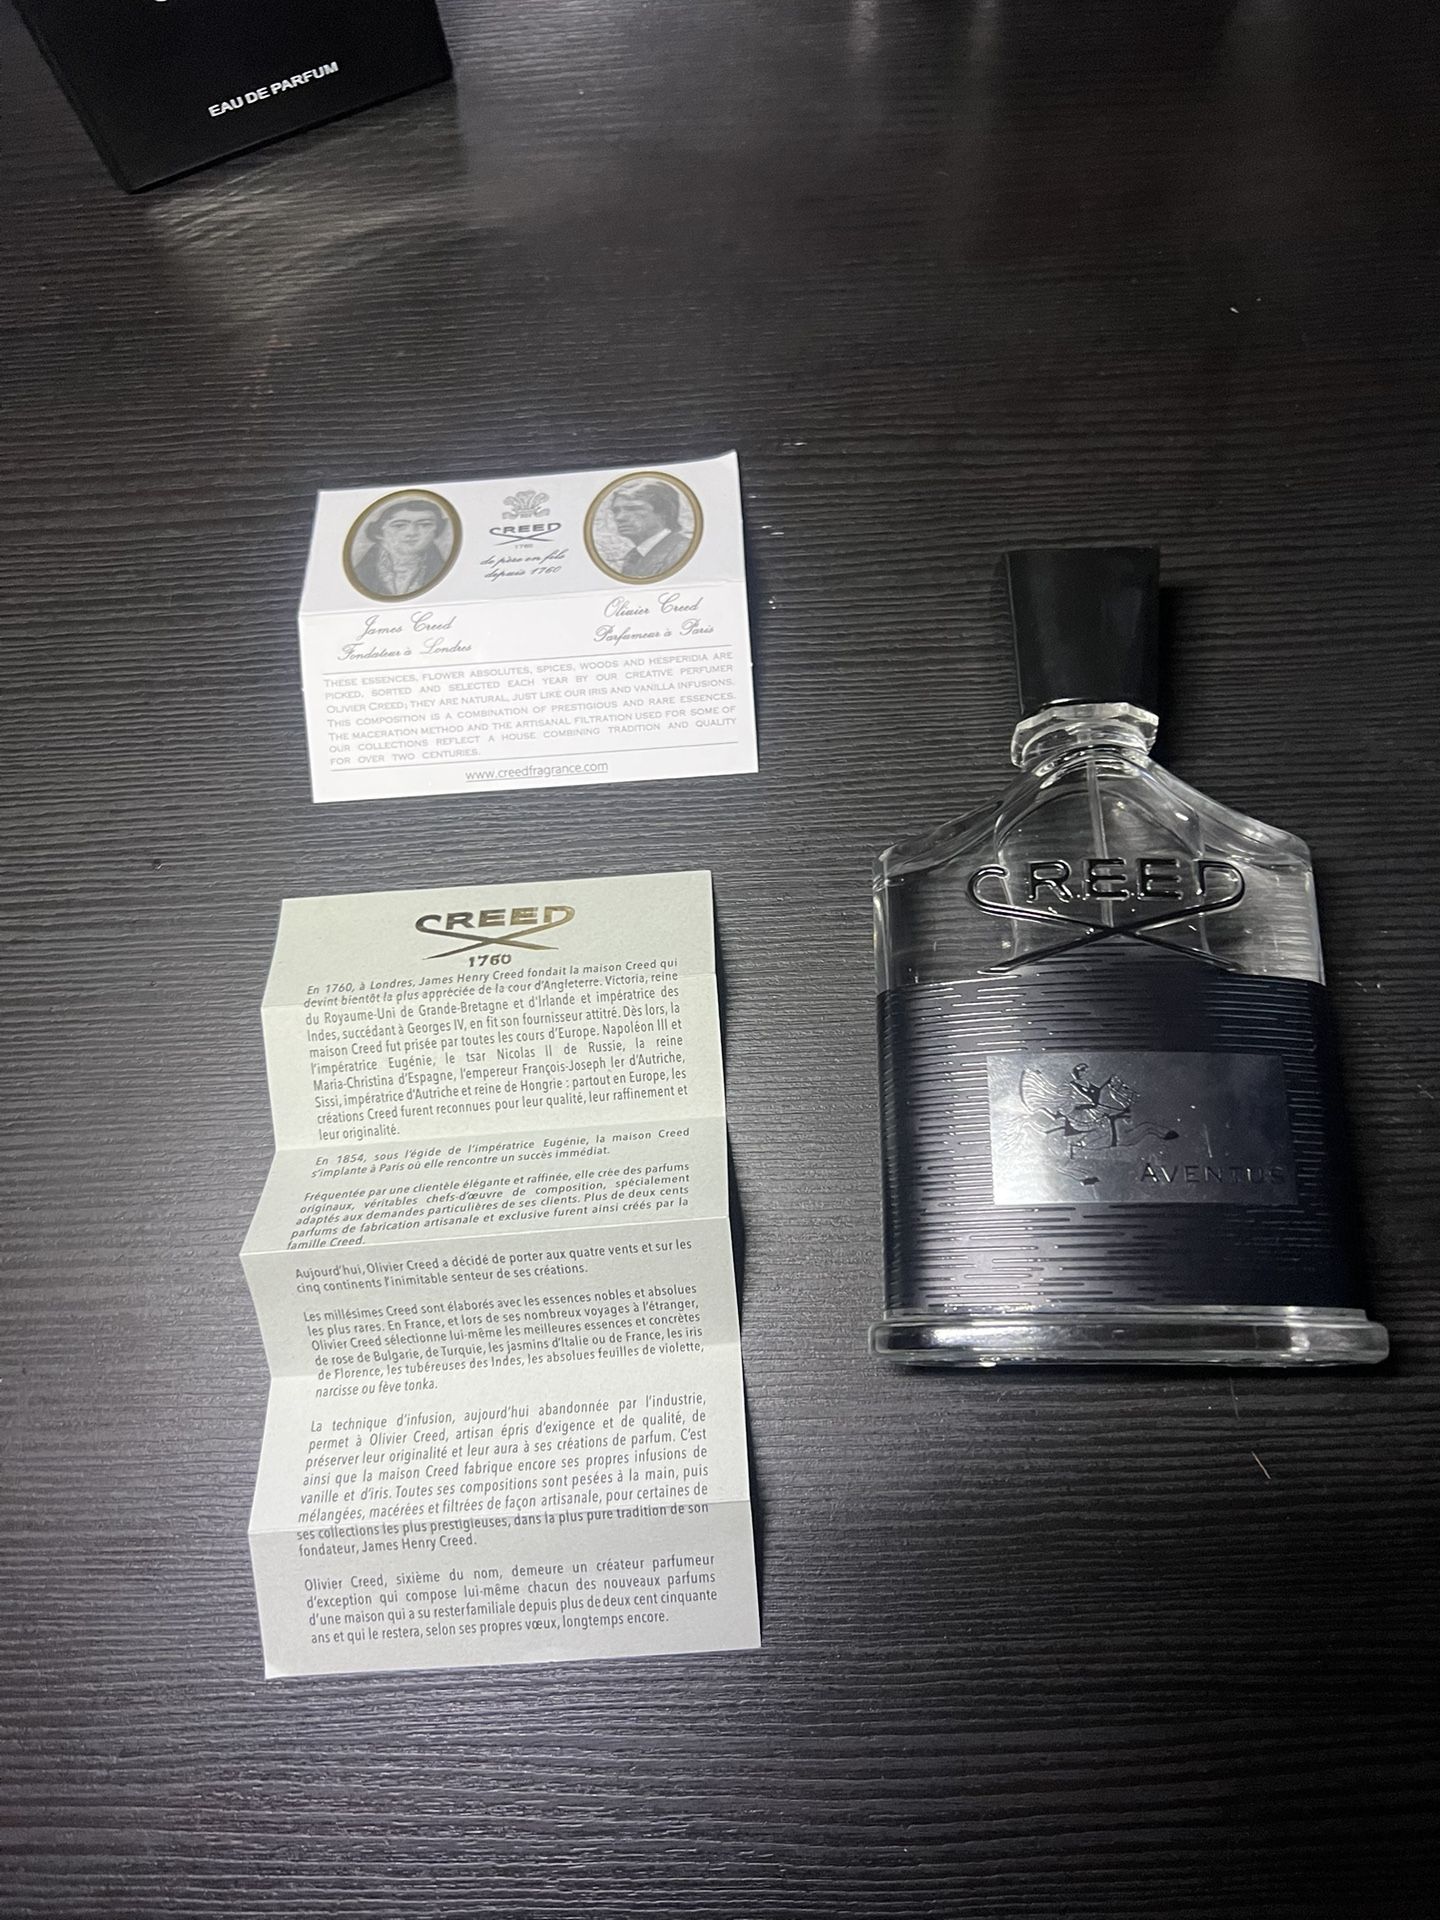 EAU DE PARFUM
CREED
1760
de père en fils
depuis 1760
James Creed
Fondateur à Londres
Olivier Creed
Parfumeur à Paris
THESE ESSENCES, FLOWER ABSOLUTES, SPICES, WOODS AND HESPERIDIA ARE
PICKED, SORTED AND SELECTED EACH YEAR BY OUR CREATIVE PERFUMER
OLIVIER CREED; THEY ARE NATURAL, JUST LIKE OUR IRIS AND VANILLA INFUSIONS.
THIS COMPOSITION IS A COMBINATION OF PRESTIGIOUS AND RARE ESSENCES.
THE MACERATION METHOD AND THE ARTISANAL FILTRATION USED FOR SOME OF
OUR COLLECTIONS REFLECT A HOUSE COMBINING TRADITION AND QUALITY
FOR OVER TWO CENTURIES.
www.creedfragrance.com
CREED
1760
En 1760, à Londres, James Henry Creed fondait la maison Creed qui
devint bientôt la plus appréciée de la cour d'Angleterre. Victoria, reine
du Royaume-Uni de Grande-Bretagne et d'Irlande et impératrice des
Indes, succédant à Georges IV, en fit son fournisseur attitré. Dès lors, la
maison Creed fut prisée par toutes les cours d'Europe. Napoléon III et
l'impératrice Eugénie, le tsar Nicolas II de Russie, la reine
Maria-Christina d'Espagne, l'empereur François-Joseph Ier d'Autriche,
Sissi, impératrice d'Autriche et reine de Hongrie : partout en Europe, les
créations Creed furent reconnues pour leur qualité, leur raffinement et
leur originalité.
En 1854, sous l'égide de l'impératrice Eugénie, la maison Creed
s'implante à Paris où elle rencontre un succès immédiat.
Fréquentée par une clientèle élégante et raffinée, elle crée des parfums
originaux, véritables chefs-d'œuvre de composition, spécialement
adaptés aux demandes particulières de ses clients. Plus de deux cents
parfums de fabrication artisanale et exclusive furent ainsi créés par la
famille Creed.
Aujourd'hui, Olivier Creed a décidé de porter aux quatre vents et sur les
cinq continents l'inimitable senteur de ses créations.
Les millésimes Creed sont élaborés avec les essences nobles et absolues
les plus rares. En France, et lors de ses nombreux voyages à l'étranger,
Olivier Creed sélectionne lui-même les meilleures essences et concrètes
de rose de Bulgarie, de Turquie, les jasmins d'Italie ou de France, les iris
de Florence, les tubéreuses des Indes, les absolues feuilles de violette,
narcisse ou fève tonka.
La technique d'infusion, aujourd'hui abandonnée par l'industrie,
permet à Olivier Creed, artisan épris d'exigence et de qualité, de
préserver leur originalité et leur aura à ses créations de parfum. C'est
ainsi que la maison Creed fabrique encore ses propres infusions de
vanille et d'iris. Toutes ses compositions sont pesées à la main, puis
mélangées, macérées et filtrées de façon artisanale, pour certaines de
ses collections les plus prestigieuses, dans la plus pure tradition de son
fondateur, James Henry Creed.
Olivier Creed, sixième du nom, demeure un créateur parfumeur
d'exception qui compose lui-même chacun des nouveaux parfums
d'une maison qui a su resterfamiliale depuis plus de deux cent cinquante
ans et qui le restera, selon ses propres vœux, longtemps encore.
CREED
AVENTUS